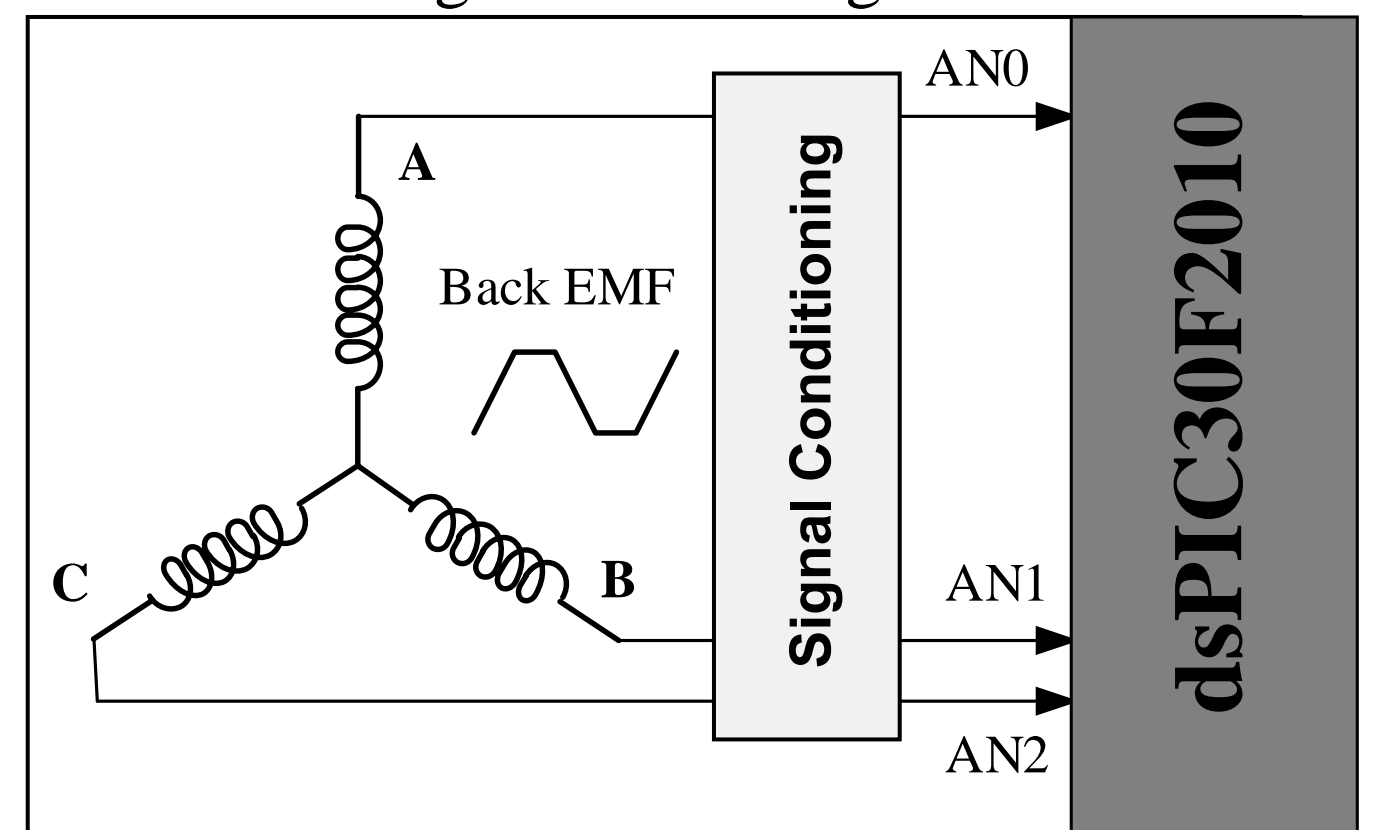 AN0
A
Back EMF
Signal Conditioning
dsPIC30F2010
C
B
AN1
AN2